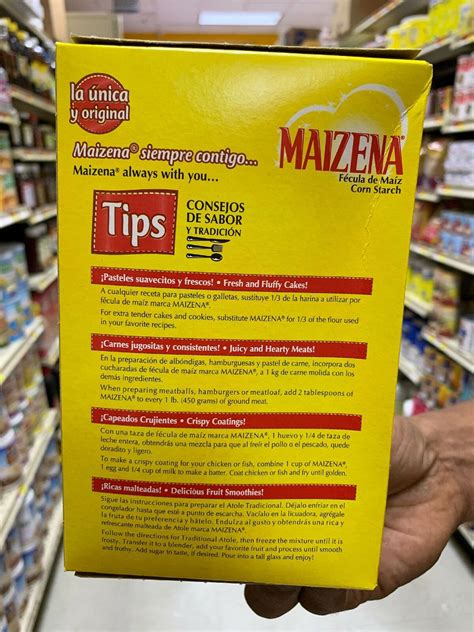 la única
y original
Maizena® siempre contigo...
Maizena® always with you...
MAIZENA®
Fécula de Maíz
Corn Starch
Tips
CONSEJOS
DE SABOR
Y TRADICIÓN
¡Pasteles suavecitos y frescos! • Fresh and Fluffy Cakes!
A cualquier receta para pasteles o galletas, sustituye 1/3 de la harina a utilizar por
fécula de maíz marca MAIZENA®.
For extra tender cakes and cookies, substitute MAIZENA® for 1/3 of the flour used
in your favorite recipes.
¡Carnes jugositas y consistentes! • Juicy and Hearty Meats!
En la preparación de albóndigas, hamburguesas y pastel de carne, incorpora dos
cucharadas de fécula de maíz marca MAIZENA®, a 1 kg de carne molida con los
demás ingredientes.
When preparing meatballs, hamburgers or meatloaf, add 2 tablespoons of
MAIZENA® to every 1 lb. (450 grams) of ground meat.
¡Capeados Crujientes • Crispy Coatings!
Con una taza de fécula de maíz marca MAIZENA®, 1 huevo y 1/4 de taza de
leche entera, obtendrás una mezcla para que al freír el pollo o el pescado, quede
doradito y ligero.
To make a crispy coating for your chicken or fish, combine 1 cup of MAIZENA®,
1 egg and 1/4 cup of milk to make a batter. Coat chicken or fish and fry until golden.
¡Ricas malteadas! • Delicious Fruit Smoothies!
Sigue las instrucciones para preparar el Atole Tradicional. Déjalo enfriar en el
congelador hasta que esté a punto de escarcha. Vacíalo en la licuadora, agrégale
la fruta de tu preferencia y bátelo. Endulza al gusto y obtendrás una rica y
refrescante malteada de Atole marca MAIZENA®.
Follow the directions for Traditional Atole, then freeze the mixture until it is
frosty. Transfer it to a blender, add your favorite fruit and process until smooth
and frothy. Add sugar to taste, if desired. Pour into a tall glass and enjoy!